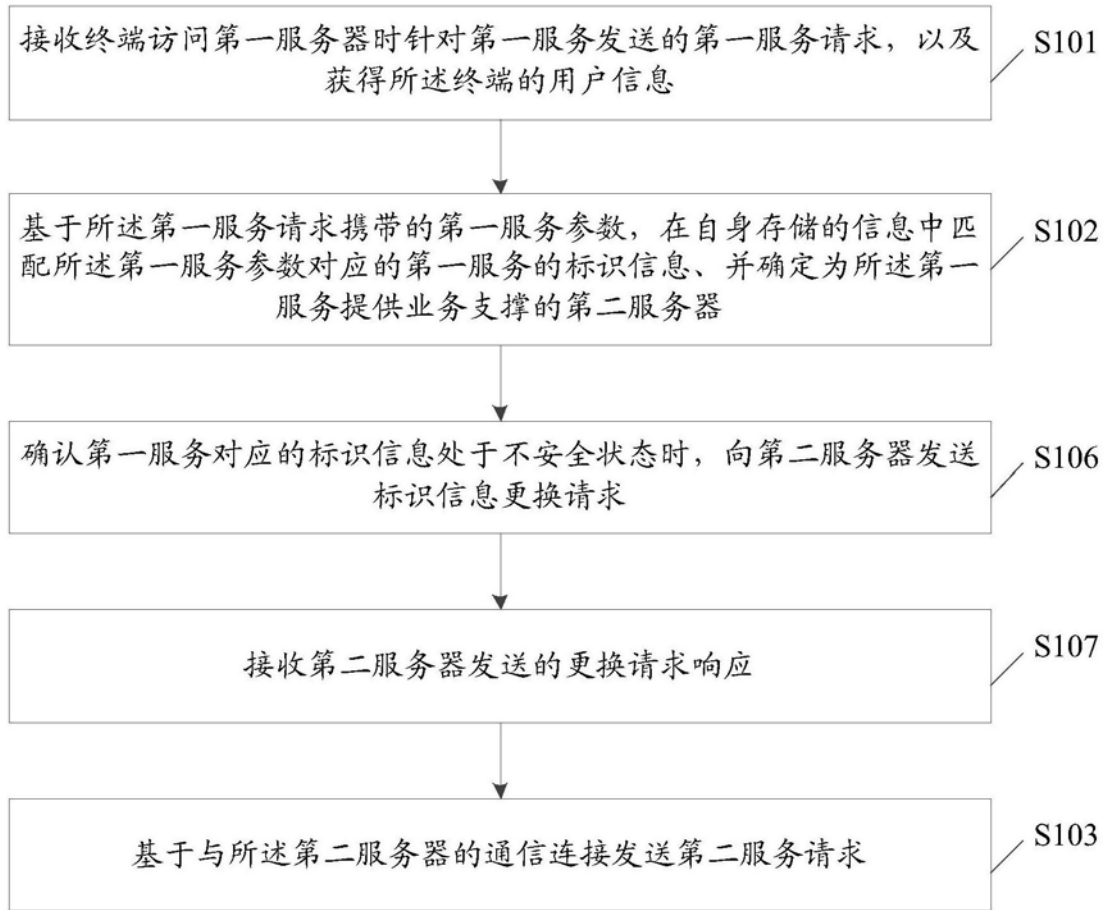 接收终端访问第一服务器时针对第一服务发送的第一服务请求，以及
获得所述终端的用户信息
S101
基于所述第一服务请求携带的第一服务参数，在自身存储的信息中匹
配所述第一服务参数对应的第一服务的标识信息、并确定为所述第一
服务提供业务支撑的第二服务器
S102
确认第一服务对应的标识信息处于不安全状态时，向第二服务器发送
标识信息更换请求
S106
接收第二服务器发送的更换请求响应
S107
基于与所述第二服务器的通信连接发送第二服务请求
S103